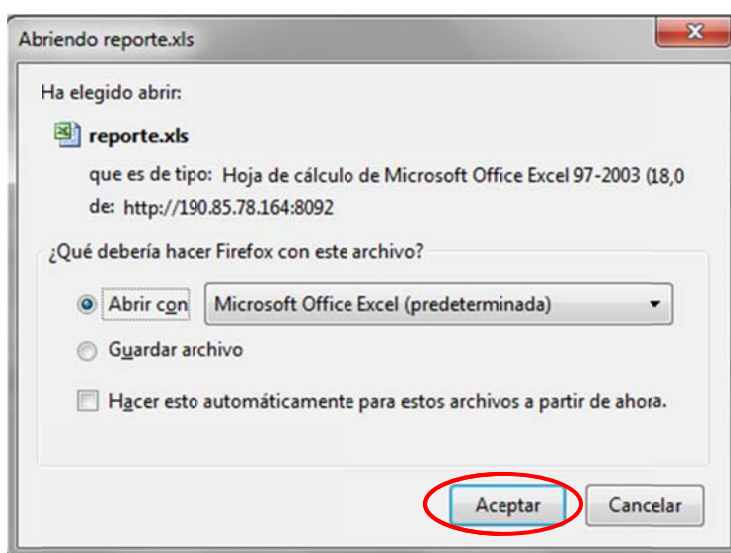 Abriendo reporte.xls
Ha elegido abrir:
reporte.xls
que es de tipo: Hoja de cálculo de Microsoft Office Excel 97-2003 (18,0
de: http://190.85.78.164:8092
¿Qué debería hacer Firefox con este archivo?
Abrir con Microsoft Office Excel (predeterminada)
Guardar archivo
Hacer esto automáticamente para estos archivos a partir de ahora.
Aceptar Cancelar